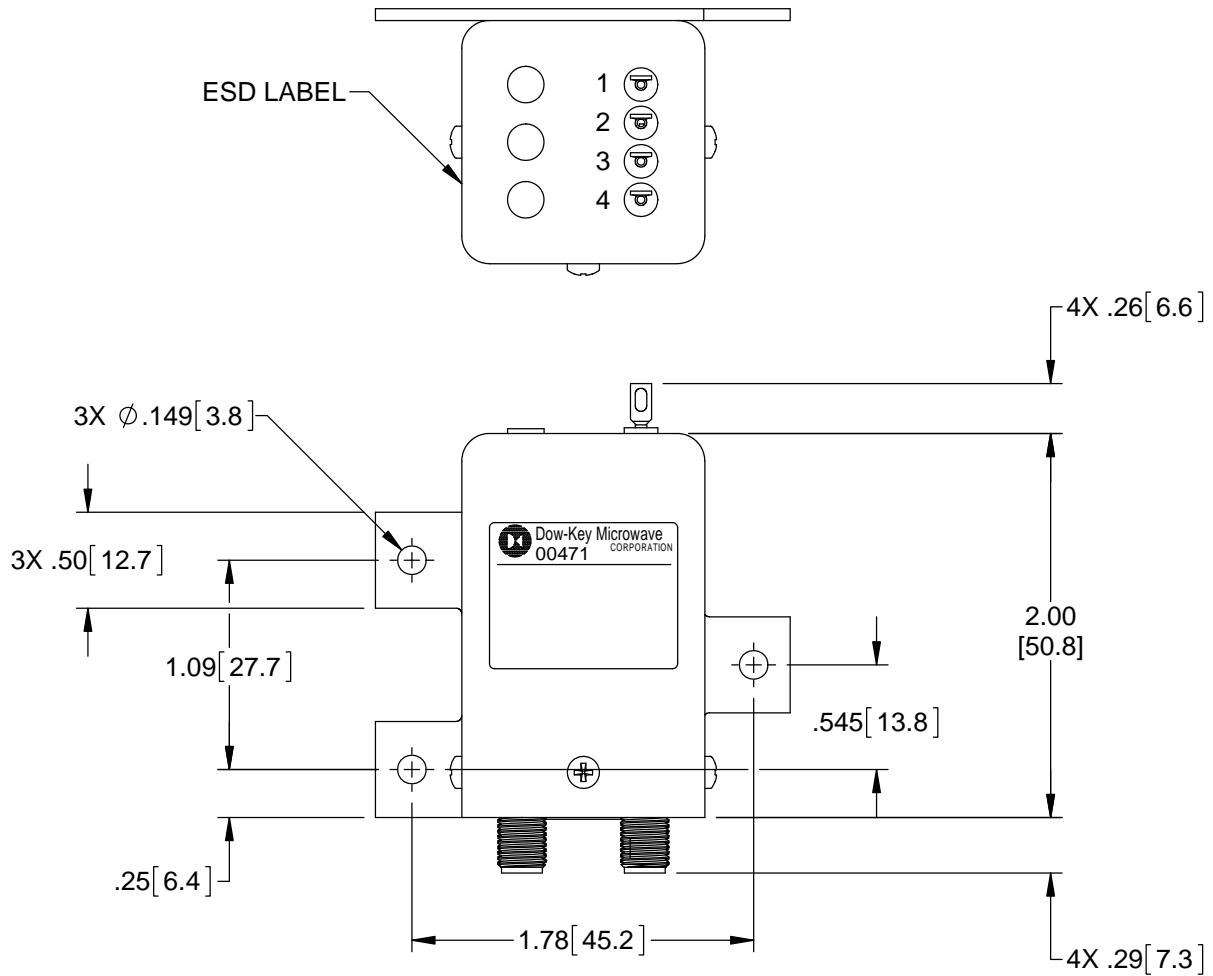 ESD LABEL
1
2
3
4
4X .26[6.6]
3X ∅.149[3.8]
3X .50[12.7]
Dow-Key Microwave
CORPORATION
00471
2.00
[50.8]
1.09[27.7]
.545[13.8]
.25[6.4]
1.78[45.2]
4X .29[7.3]